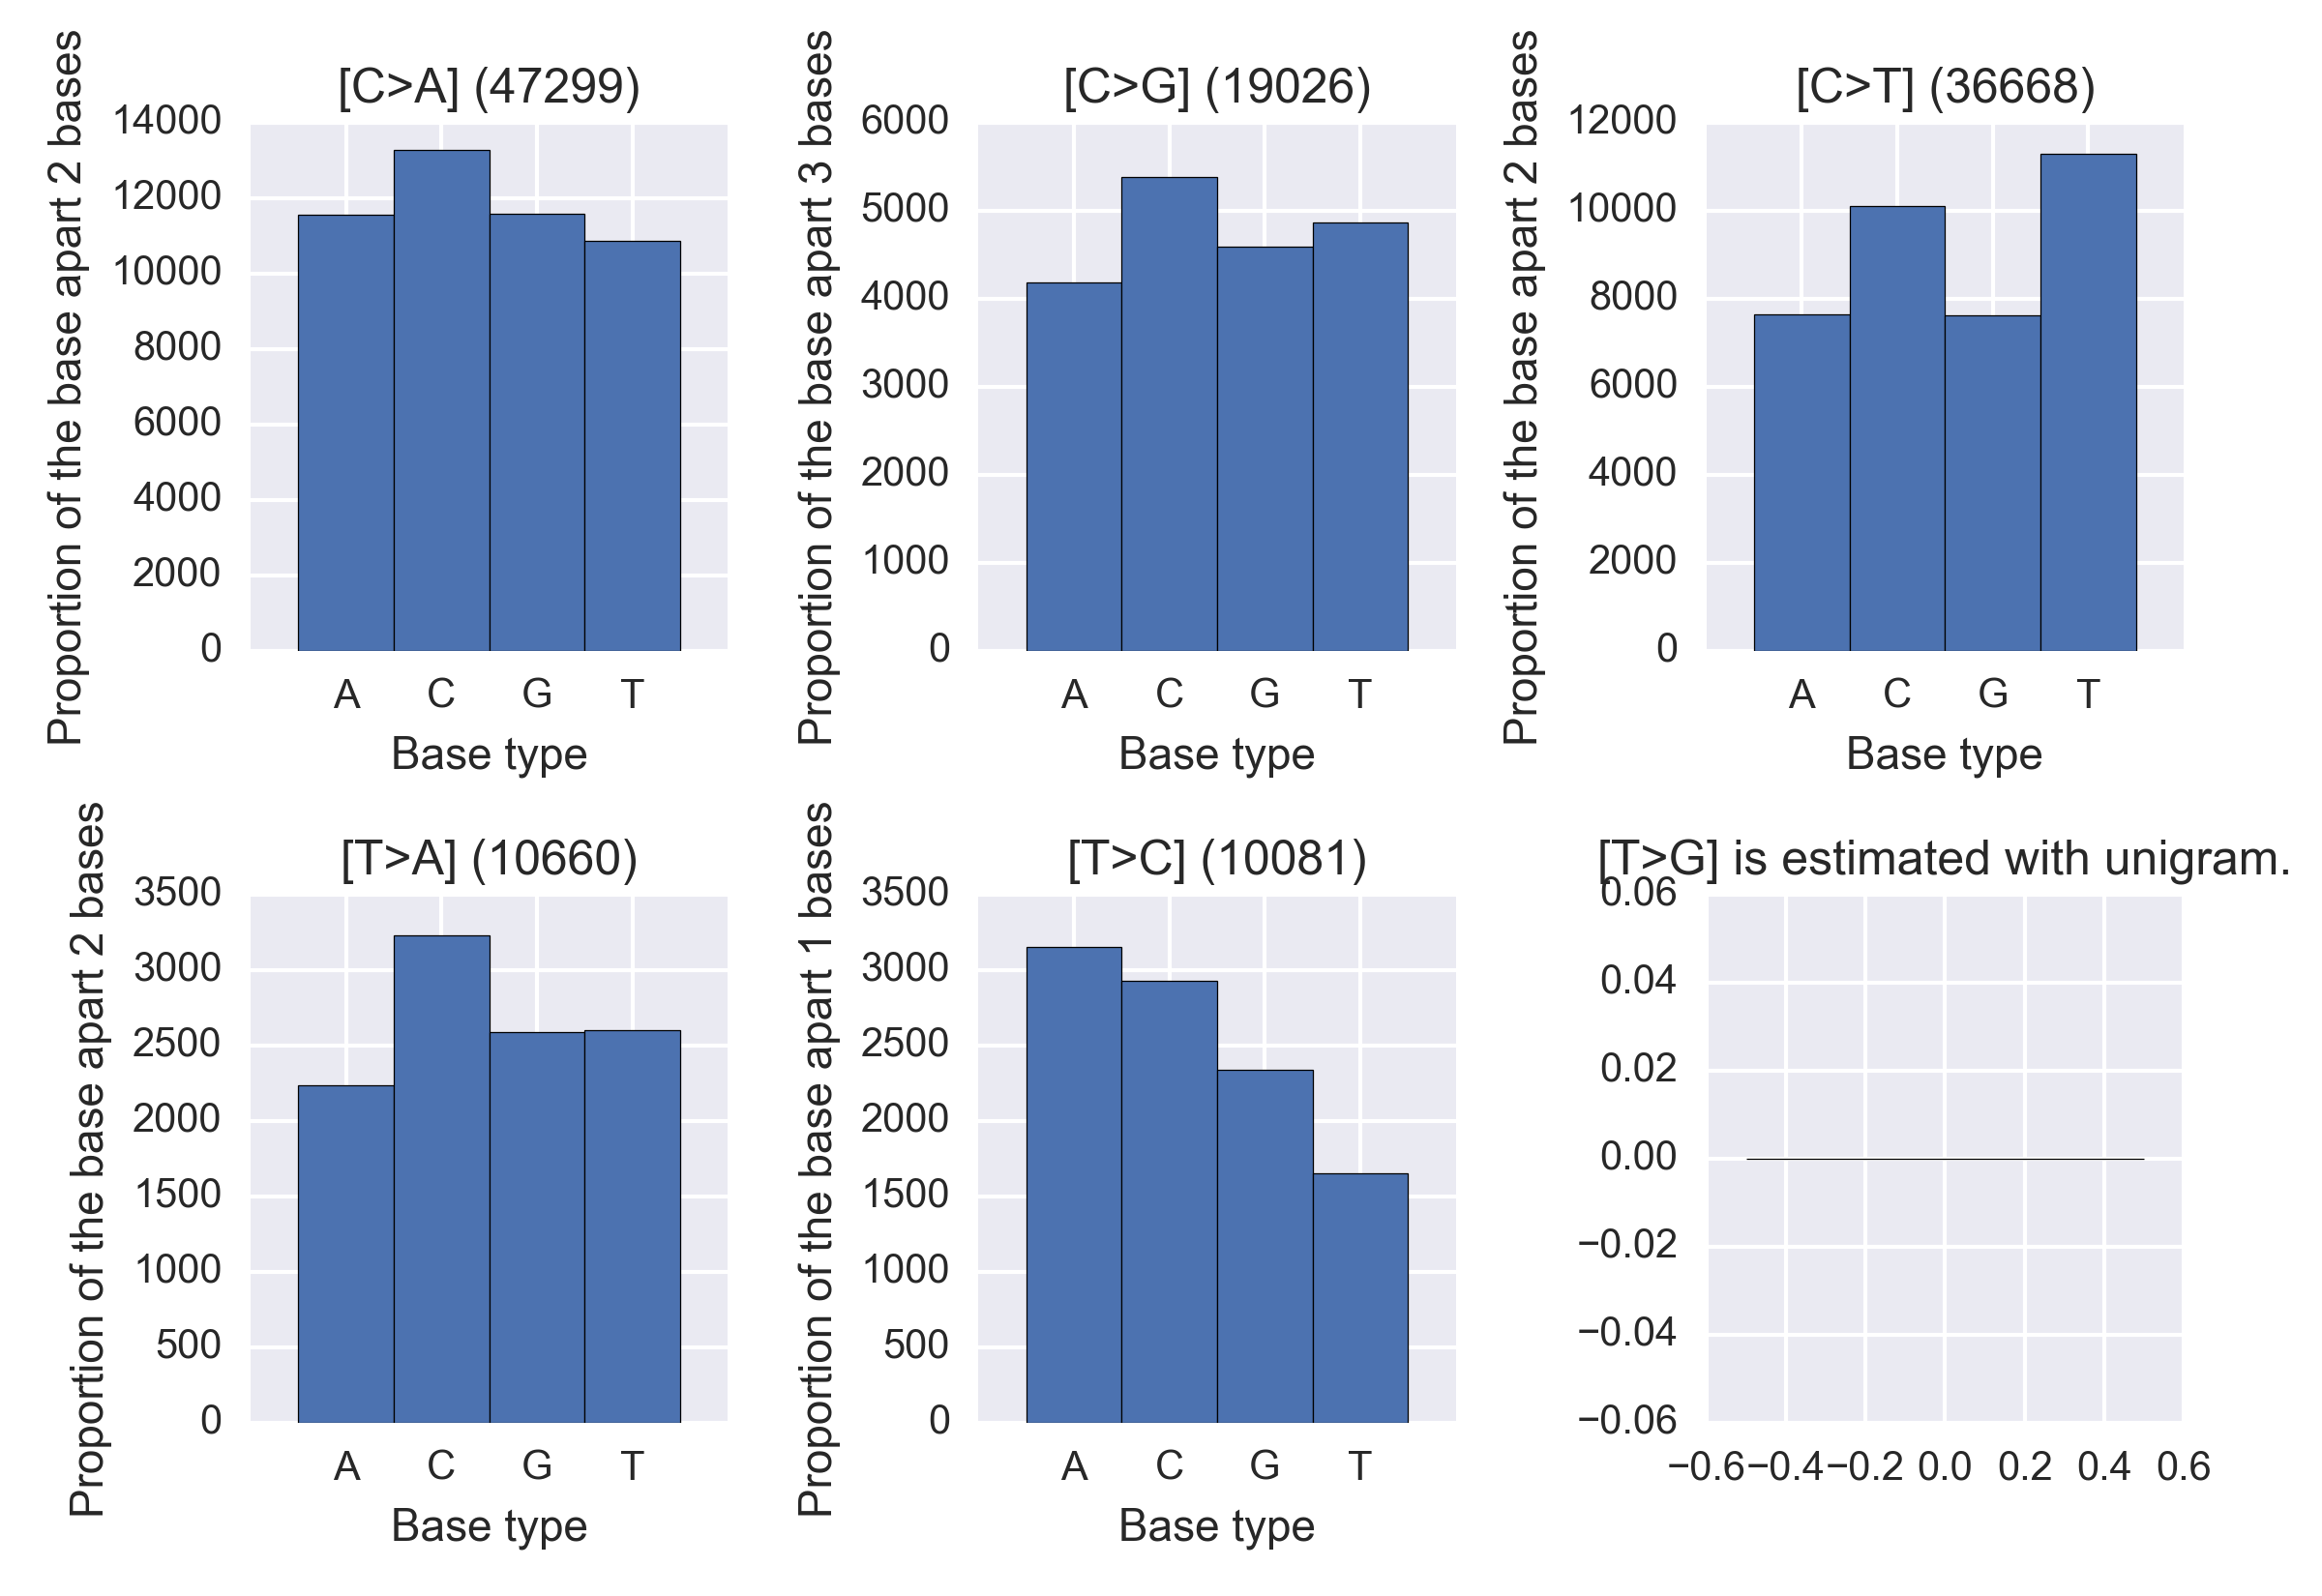 [C>A] (47299)
Proportion of the base apart 2 bases
14000
12000
10000
8000
6000
4000
2000
0
A C G T
Base type
[C>G] (19026)
Proportion of the base apart 3 bases
6000
5000
4000
3000
2000
1000
0
A C G T
Base type
[C>T] (36668)
Proportion of the base apart 2 bases
12000
10000
8000
6000
4000
2000
0
A C G T
Base type
[T>A] (10660)
Proportion of the base apart 2 bases
3500
3000
2500
2000
1500
1000
500
0
A C G T
Base type
[T>C] (10081)
Proportion of the base apart 1 bases
3500
3000
2500
2000
1500
1000
500
0
A C G T
Base type
[T>G] is estimated with unigram.
0.06
0.04
0.02
0.00
−0.02
−0.04
−0.06
−0.6 −0.4 −0.2 0.0 0.2 0.4 0.6